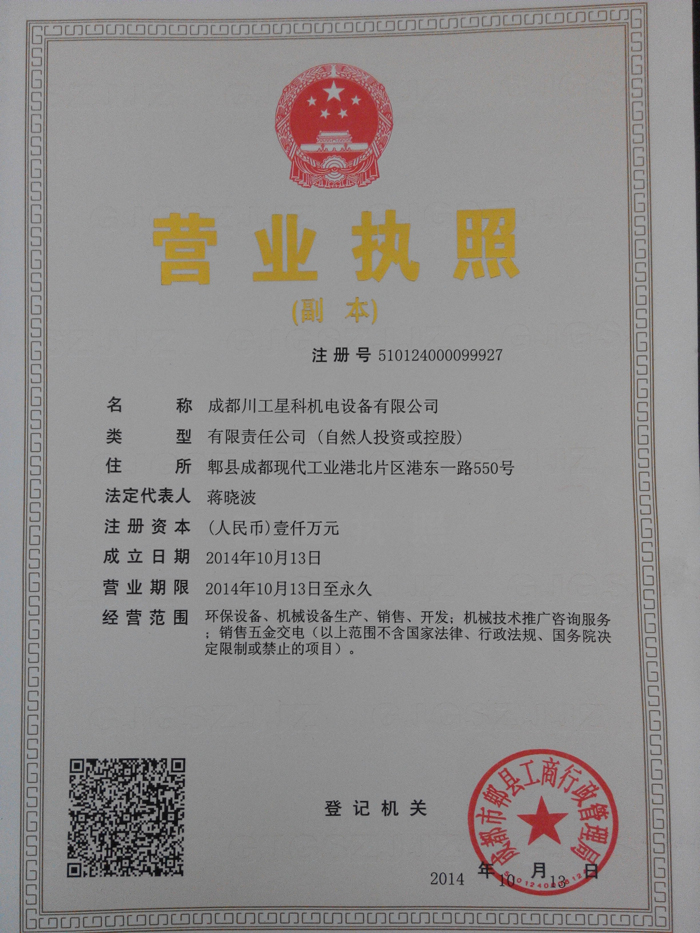 营业执照
(副本)
注册号 510124000099927
名称 成都川工星科机电设备有限公司
类型 有限责任公司(自然人投资或控股)
住所 郫县成都现代工业港北片区港东一路550号
法定代表人 蒋晓波
注册资本 (人民币)壹仟万元
成立日期 2014年10月13日
营业期限 2014年10月13日至永久
经营范围 环保设备、机械设备生产、销售、开发；机械技术推广咨询服务
；销售五金交电（以上范围不含国家法律、行政法规、国务院决
定限制或禁止的项目）。
登记机关
成都市郫县工商行政管理局
2014年10月13日